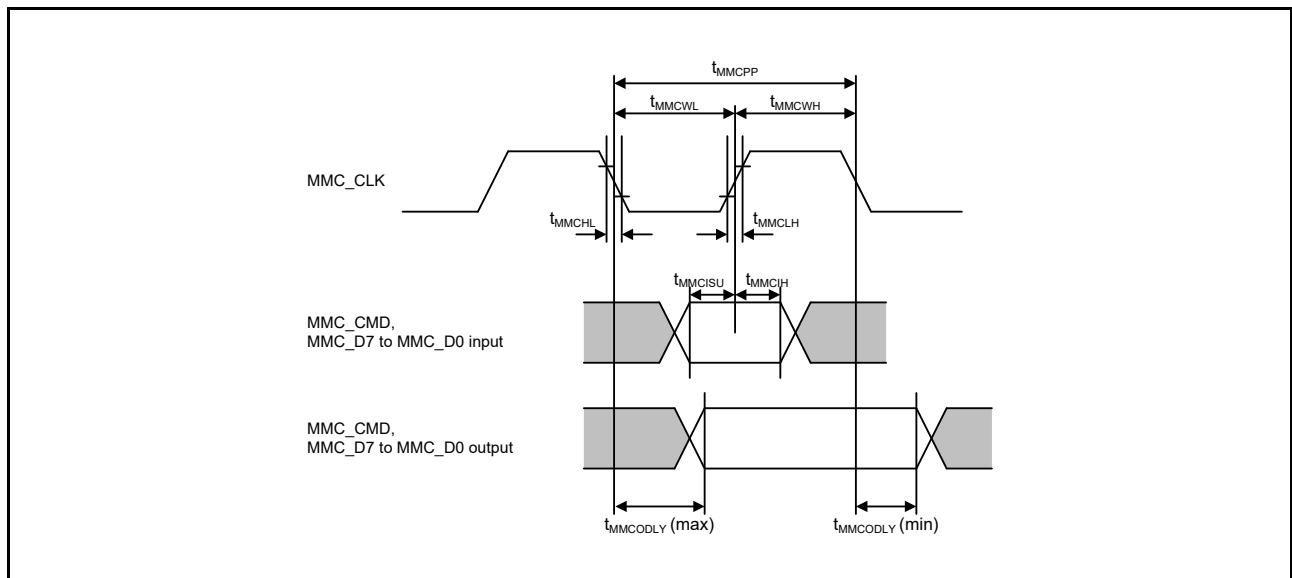 tMMCPP
tMMCWL
tMMCWH
MMC_CLK
tMMCHL
tMMCLH
tMMCISU
tMMCIH
MMC_CMD,
MMC_D7 to MMC_D0 input
MMC_CMD,
MMC_D7 to MMC_D0 output
tMMCODLY (max)
tMMCODLY (min)